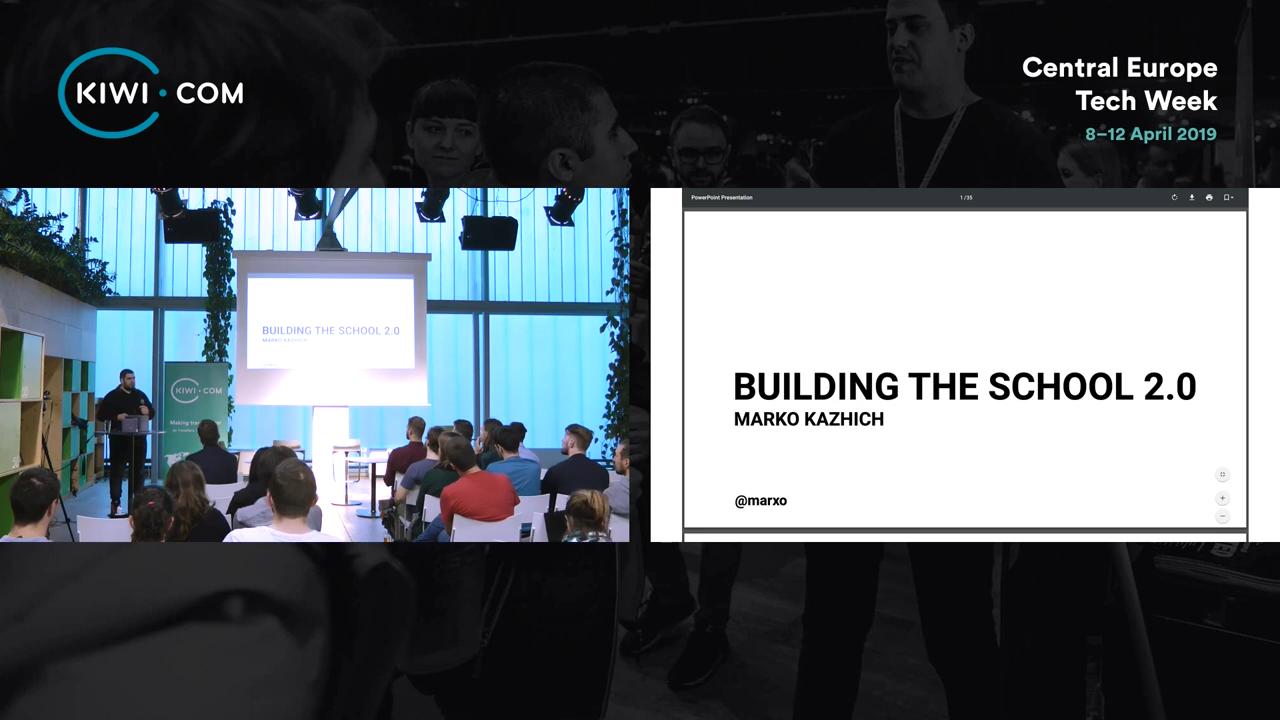 KIWI.COM
Central Europe
Tech Week
8–12 April 2019
BUILDING THE SCHOOL 2.0
MARKO KAZHICH
KIWI.COM
PowerPoint Presentation
1 / 35
BUILDING THE SCHOOL 2.0
MARKO KAZHICH
@marxo